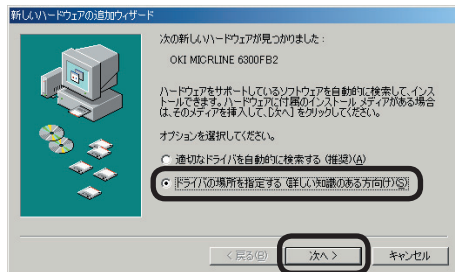 新しいハードウェアの追加ウィザード
次の新しいハードウェアが見つかりました:
OKI MICRLINE 6300FB2
ハードウェアをサポートしているソフトウェアを自動的に検索して、インス
トールできます。ハードウェアに付属のインストール メディアがある場合
は、そのメディアを挿入して、[次へ] をクリックしてください。
オプションを選択してください。
適切なドライバを自動的に検索する (推奨)(A)
ドライバの場所を指定する (詳しい知識のある方向け)(S)
< 戻る(B)
次へ >
キャンセル